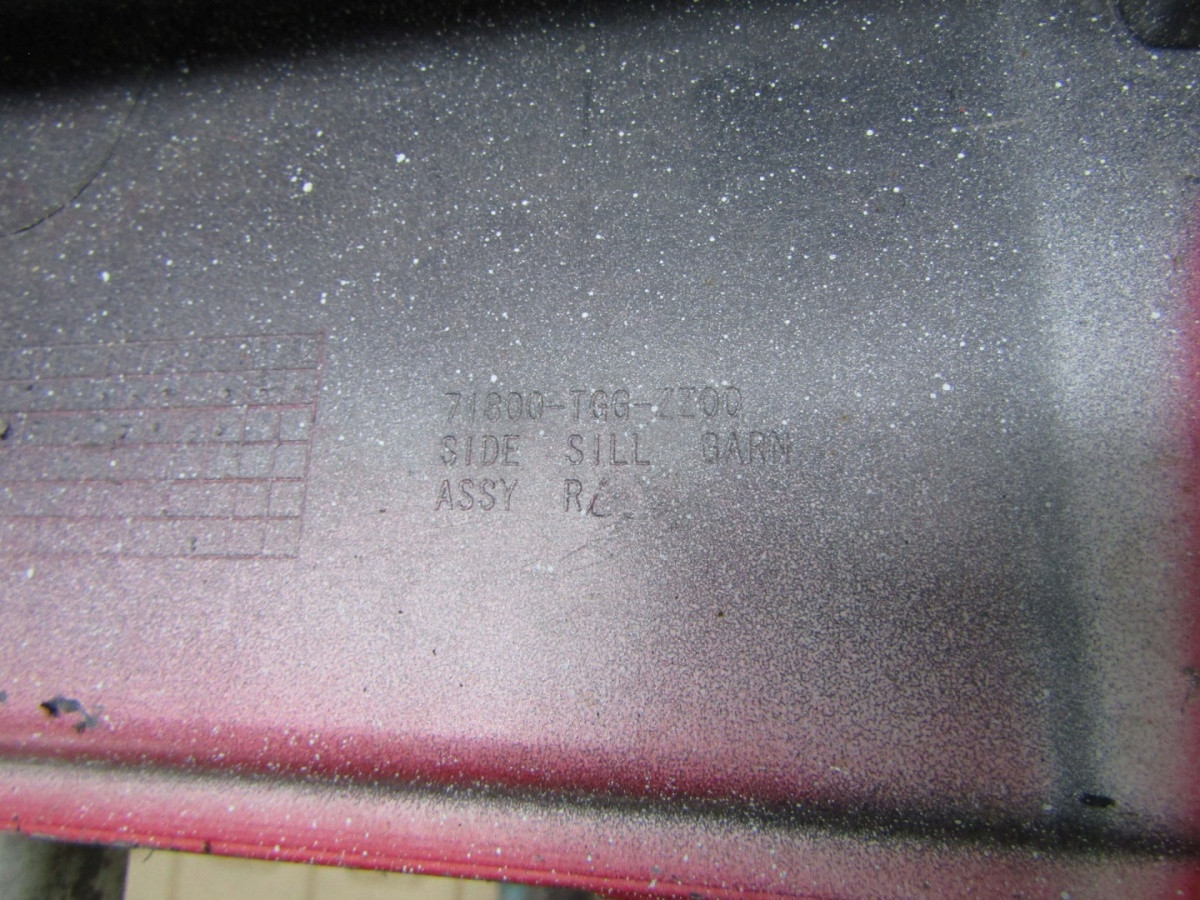 71800-TGG-ZZ00
SIDE SILL GARN
ASSY R